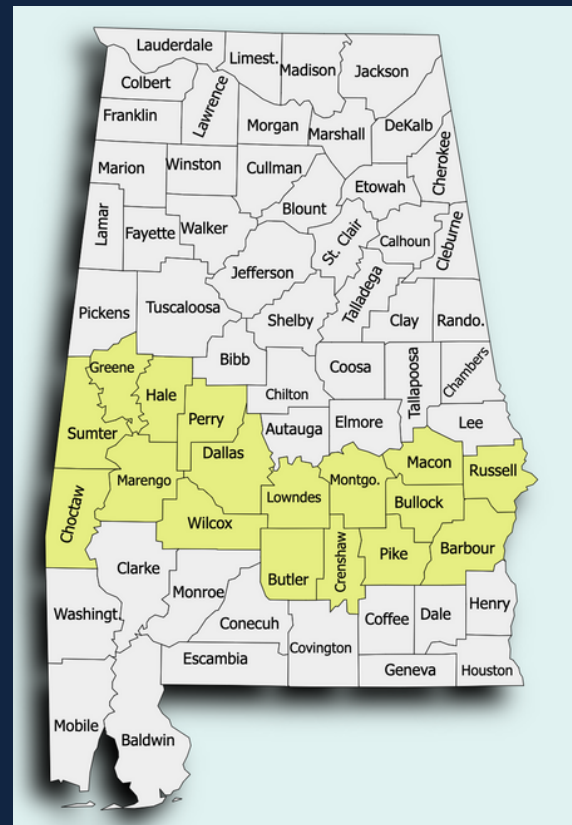 Lauderdale
Limest.
Madison
Jackson
Colbert
Lawrence
Franklin
Morgan
Marshall
DeKalb
Cherokee
Marion
Winston
Cullman
Etowah
Blount
Lamar
Fayette
Walker
St. Clair
Calhoun
Cleburne
Jefferson
Talladega
Pickens
Tuscaloosa
Shelby
Clay
Rando.
Greene
Bibb
Coosa
Tallapoosa
Chambers
Hale
Chilton
Perry
Autauga
Elmore
Lee
Sumter
Dallas
Macon
Russell
Marengo
Lowndes
Montgo.
Bullock
Choctaw
Wilcox
Crenshaw
Pike
Barbour
Clarke
Butler
Monroe
Washingt.
Conecuh
Coffee
Dale
Henry
Covington
Escambia
Geneva
Houston
Mobile
Baldwin